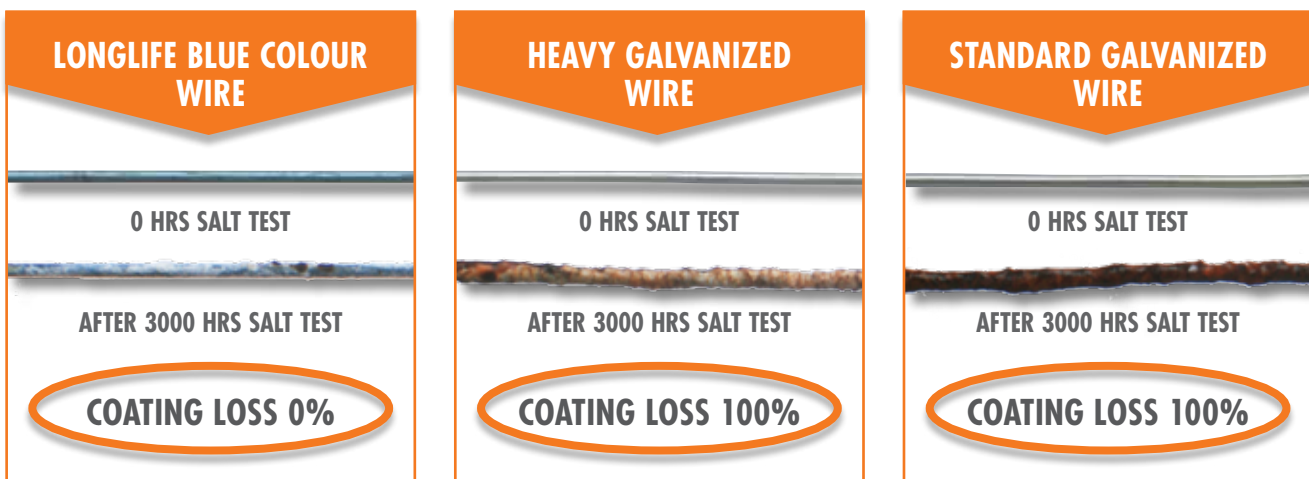 LONGLIFE BLUE COLOUR
WIRE
0 HRS SALT TEST
AFTER 3000 HRS SALT TEST
COATING LOSS 0%
HEAVY GALVANIZED
WIRE
0 HRS SALT TEST
AFTER 3000 HRS SALT TEST
COATING LOSS 100%
STANDARD GALVANIZED
WIRE
0 HRS SALT TEST
AFTER 3000 HRS SALT TEST
COATING LOSS 100%